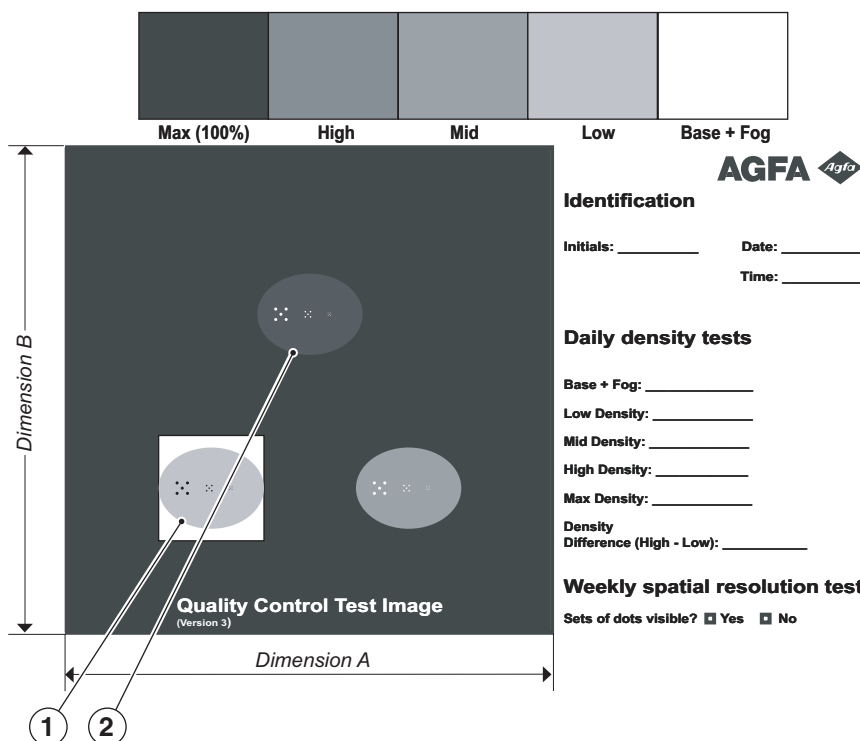 Max (100%) High Mid Low Base + Fog
AGFA Agfa
Identification
Initials: Date:
Time:
Daily density tests
Base + Fog:
Low Density:
Mid Density:
High Density:
Max Density:
Density
Difference (High - Low):
Weekly spatial resolution test
Sets of dots visible? Yes No
Dimension B
Quality Control Test Image
(Version 3)
Dimension A
1 2